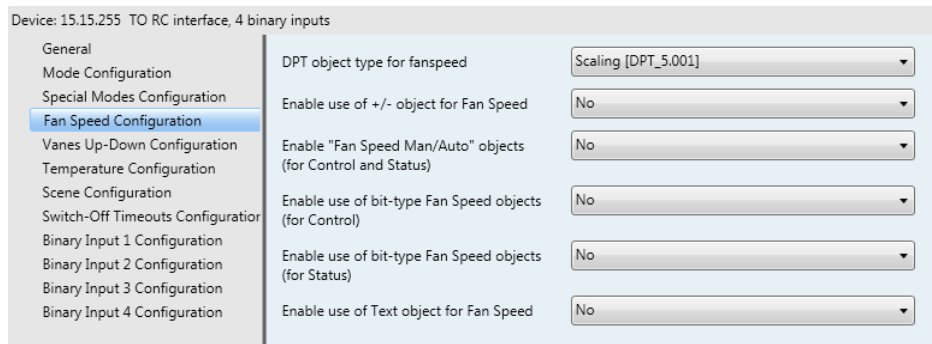 Device: 15.15.255 TO RC interface, 4 binary inputs
General
Mode Configuration
Special Modes Configuration
Fan Speed Configuration
Vanes Up-Down Configuration
Temperature Configuration
Scene Configuration
Switch-Off Timeouts Configuration
Binary Input 1 Configuration
Binary Input 2 Configuration
Binary Input 3 Configuration
Binary Input 4 Configuration
DPT object type for fanspeed
Scaling [DPT_5.001]
Enable use of +/- object for Fan Speed
No
Enable "Fan Speed Man/Auto" objects
(for Control and Status)
No
Enable use of bit-type Fan Speed objects
(for Control)
No
Enable use of bit-type Fan Speed objects
(for Status)
No
Enable use of Text object for Fan Speed
No